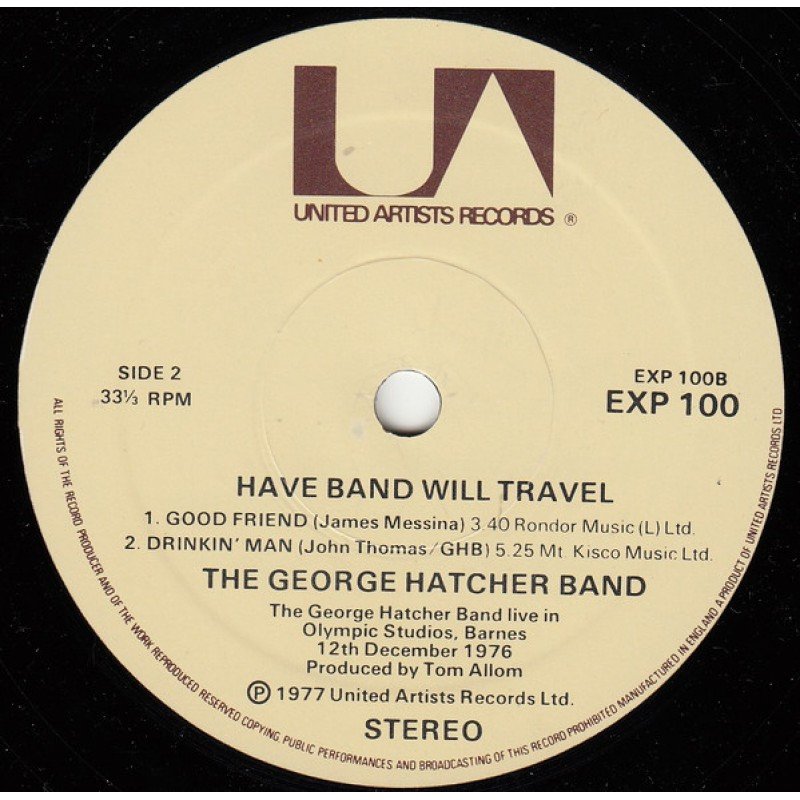 UA
UNITED ARTISTS RECORDS ®
SIDE 2
33⅓ RPM
EXP 100B
EXP 100
HAVE BAND WILL TRAVEL
1. GOOD FRIEND (James Messina) 3.40 Rondor Music (L) Ltd.
2. DRINKIN' MAN (John Thomas/GHB) 5.25 Mt. Kisco Music Ltd.
THE GEORGE HATCHER BAND
The George Hatcher Band live in
Olympic Studios, Barnes
12th December 1976
Produced by Tom Allom
℗ 1977 United Artists Records Ltd.
STEREO
ALL RIGHTS OF THE RECORD PRODUCER AND OF THE WORK REPRODUCED RESERVED COPYING, PUBLIC PERFORMANCES AND BROADCASTING OF THIS RECORD PROHIBITED MANUFACTURED IN ENGLAND A PRODUCT OF UNITED ARTISTS RECORDS LTD